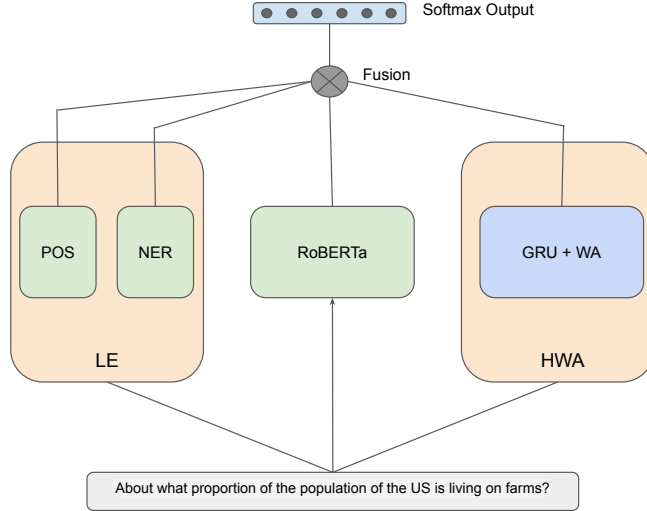 Softmax Output
Fusion
POS
NER
RoBERTa
GRU + WA
LE
HWA
About what proportion of the population of the US is living on farms?